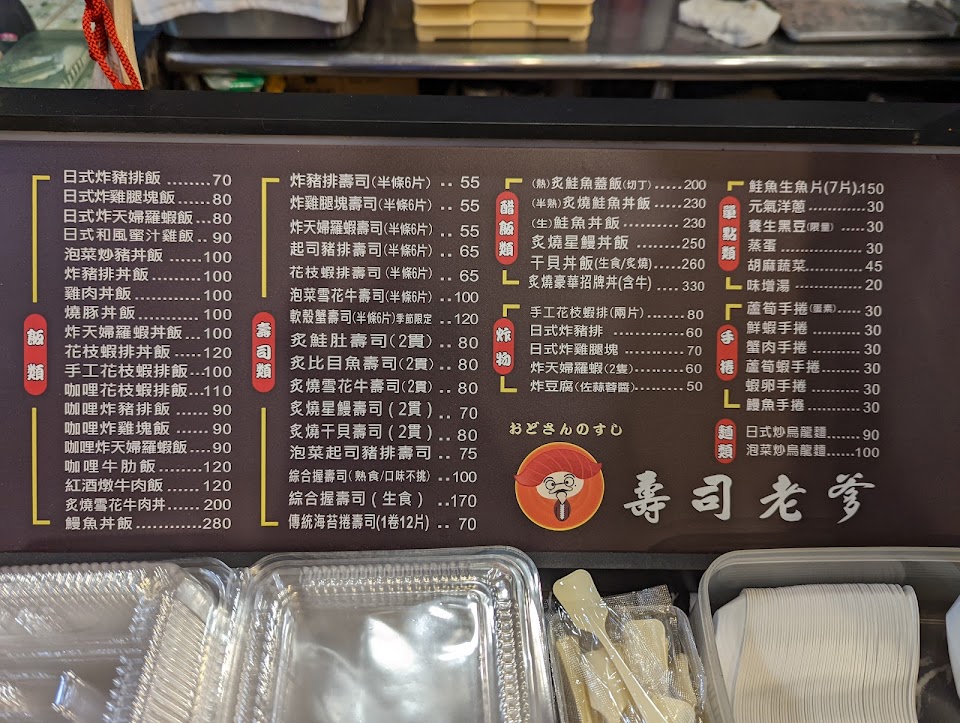 飯類
日式炸豬排飯........70
日式炸雞腿塊飯......80
日式炸天婦羅蝦飯...80
日式和風蜜汁雞飯..90
泡菜炒豬丼飯........100
炸豬排丼飯............100
雞肉丼飯...............100
燒豚丼飯...............100
炸天婦羅蝦丼飯....100
花枝蝦排丼飯........120
手工花枝蝦排飯....100
咖哩花枝蝦排飯...110
咖哩炸豬排飯........90
咖哩炸雞塊飯........90
咖哩炸天婦羅蝦飯...90
咖哩牛肋飯...........120
紅酒燉牛肉飯........120
炙燒雪花牛肉丼....200
鰻魚丼飯...............280
壽司類
炸豬排壽司(半條6片)..55
炸雞腿塊壽司(半條6片)..55
炸天婦羅蝦壽司(半條6片)..55
起司豬排壽司(半條6片)..65
花枝蝦排壽司(半條6片)..65
泡菜雪花牛壽司(半條6片)..100
軟殼蟹壽司(半條6片)季節限定..120
炙鮭肚壽司(2貫)..80
炙比目魚壽司(2貫)..80
炙燒雪花牛壽司(2貫)..80
炙燒星鰻壽司(2貫)..70
炙燒干貝壽司(2貫)..80
泡菜起司豬排壽司..75
綜合握壽司(熟食/口味不挑)..100
綜合握壽司(生食)..170
傳統海苔捲壽司(1卷12片)..70
醋飯類
(熱)炙鮭魚蓋飯(切丁).....200
(半熟)炙燒鮭魚丼飯......230
(生)鮭魚丼飯..........230
炙燒星鰻丼飯........250
干貝丼飯(生食/炙燒).....260
炙燒豪華招牌丼(含牛)....330
炸物
手工花枝蝦排(兩片)......80
日式炸豬排............60
日式炸雞腿塊..........70
炸天婦羅蝦(2隻)........60
炸豆腐(佐蒜蓉醬)......50
おどさんのすし
單點類
鮭魚生魚片(7片).150
元氣洋蔥...........30
養生黑豆(限量).....30
蒸蛋...............30
胡麻蔬菜...........45
味增湯.............20
手捲
蘆筍手捲(蛋素)....30
鮮蝦手捲...........30
蟹肉手捲...........30
蘆筍蝦手捲........30
蝦卵手捲...........30
鰻魚手捲...........30
麵類
日式炒烏龍麵......90
泡菜炒烏龍麵.....100
壽司老爹